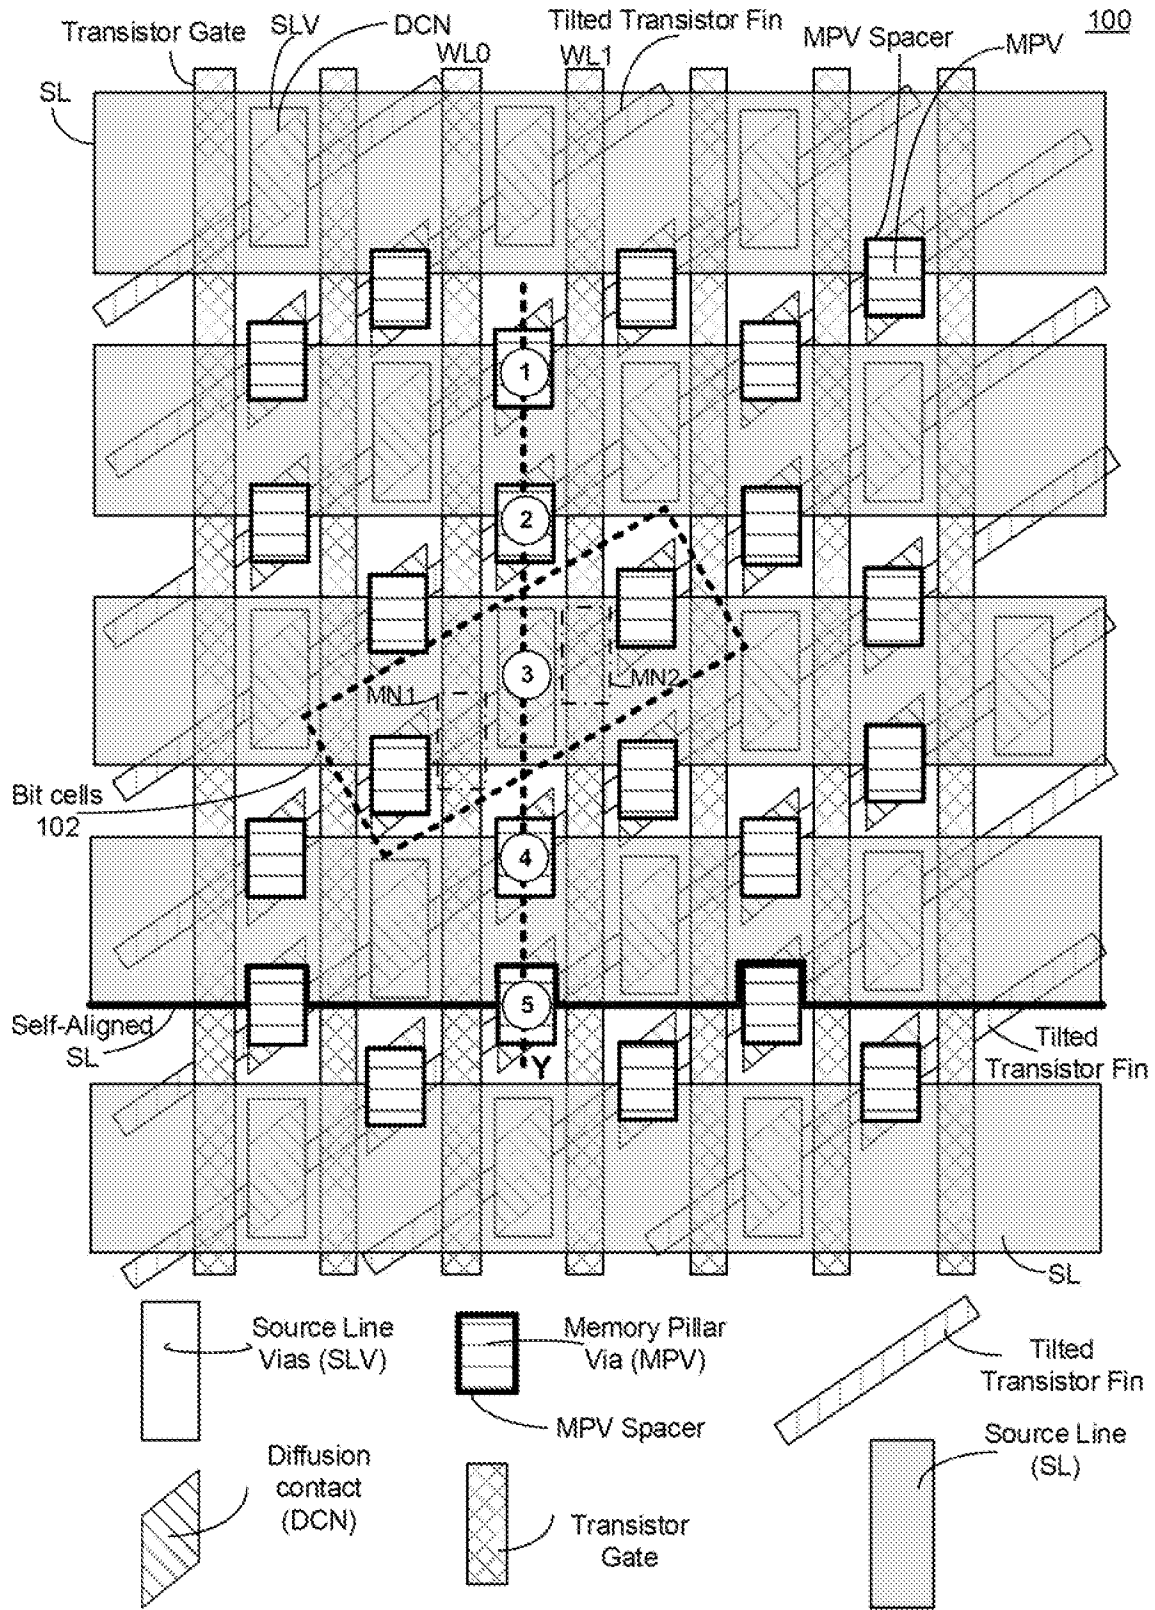 100
SLV
DCN
Tilted Transistor Fin
Transistor Gate
WL0
WL1
MPV Spacer
MPV
SL
1
2
3
MN1
MN2
Bit cells
102
4
5
Self-Aligned
SL
Y
Tilted
Transistor Fin
SL
Source Line
Vias (SLV)
Memory Pillar
Via (MPV)
Tilted
Transistor Fin
MPV Spacer
Diffusion
contact
(DCN)
Source Line
(SL)
Transistor
Gate